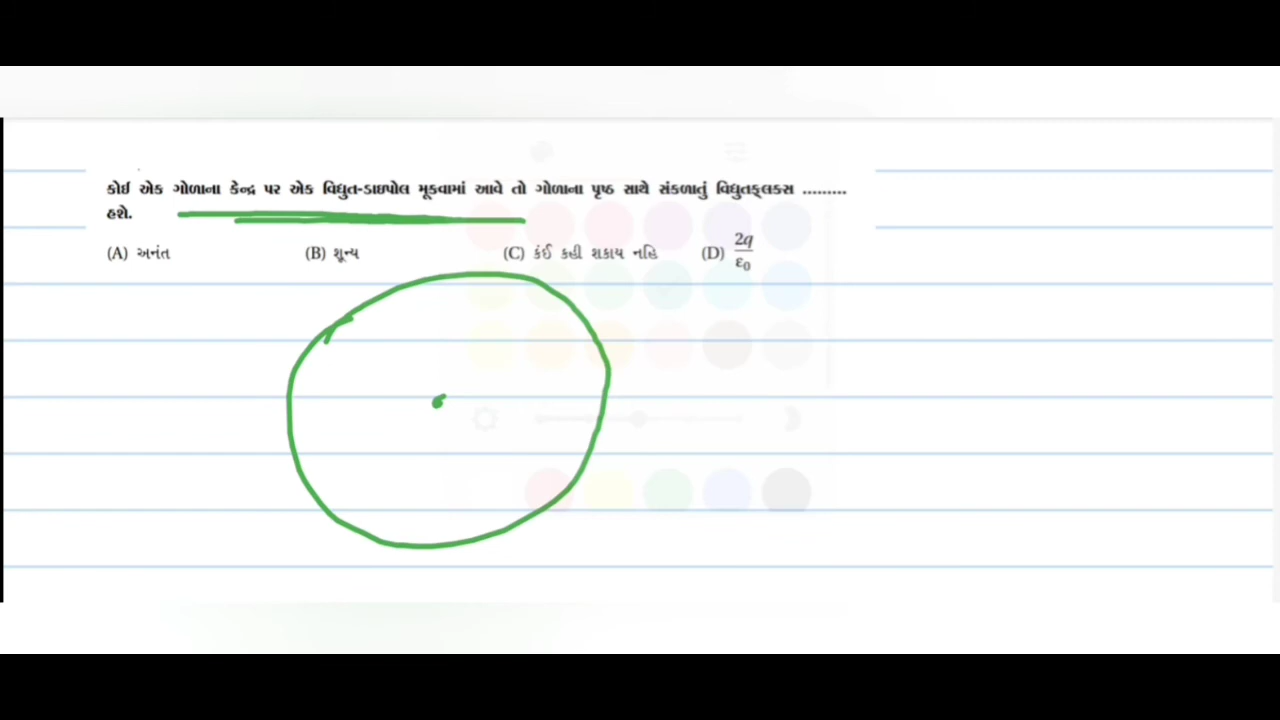 કોઈ એક ગોળાના કેન્દ્ર પર એક વિદ્યુત-ડાઇપોલ મૂકવામાં આવે તો ગોળાના પૃષ્ઠ સાથે સંકળાતું વિદ્યુતફ્લક્સ .........
હશે.
(A) અનંત (B) શૂન્ય (C) કંઈ કહી શકાય નહિ (D) 2q/ε₀